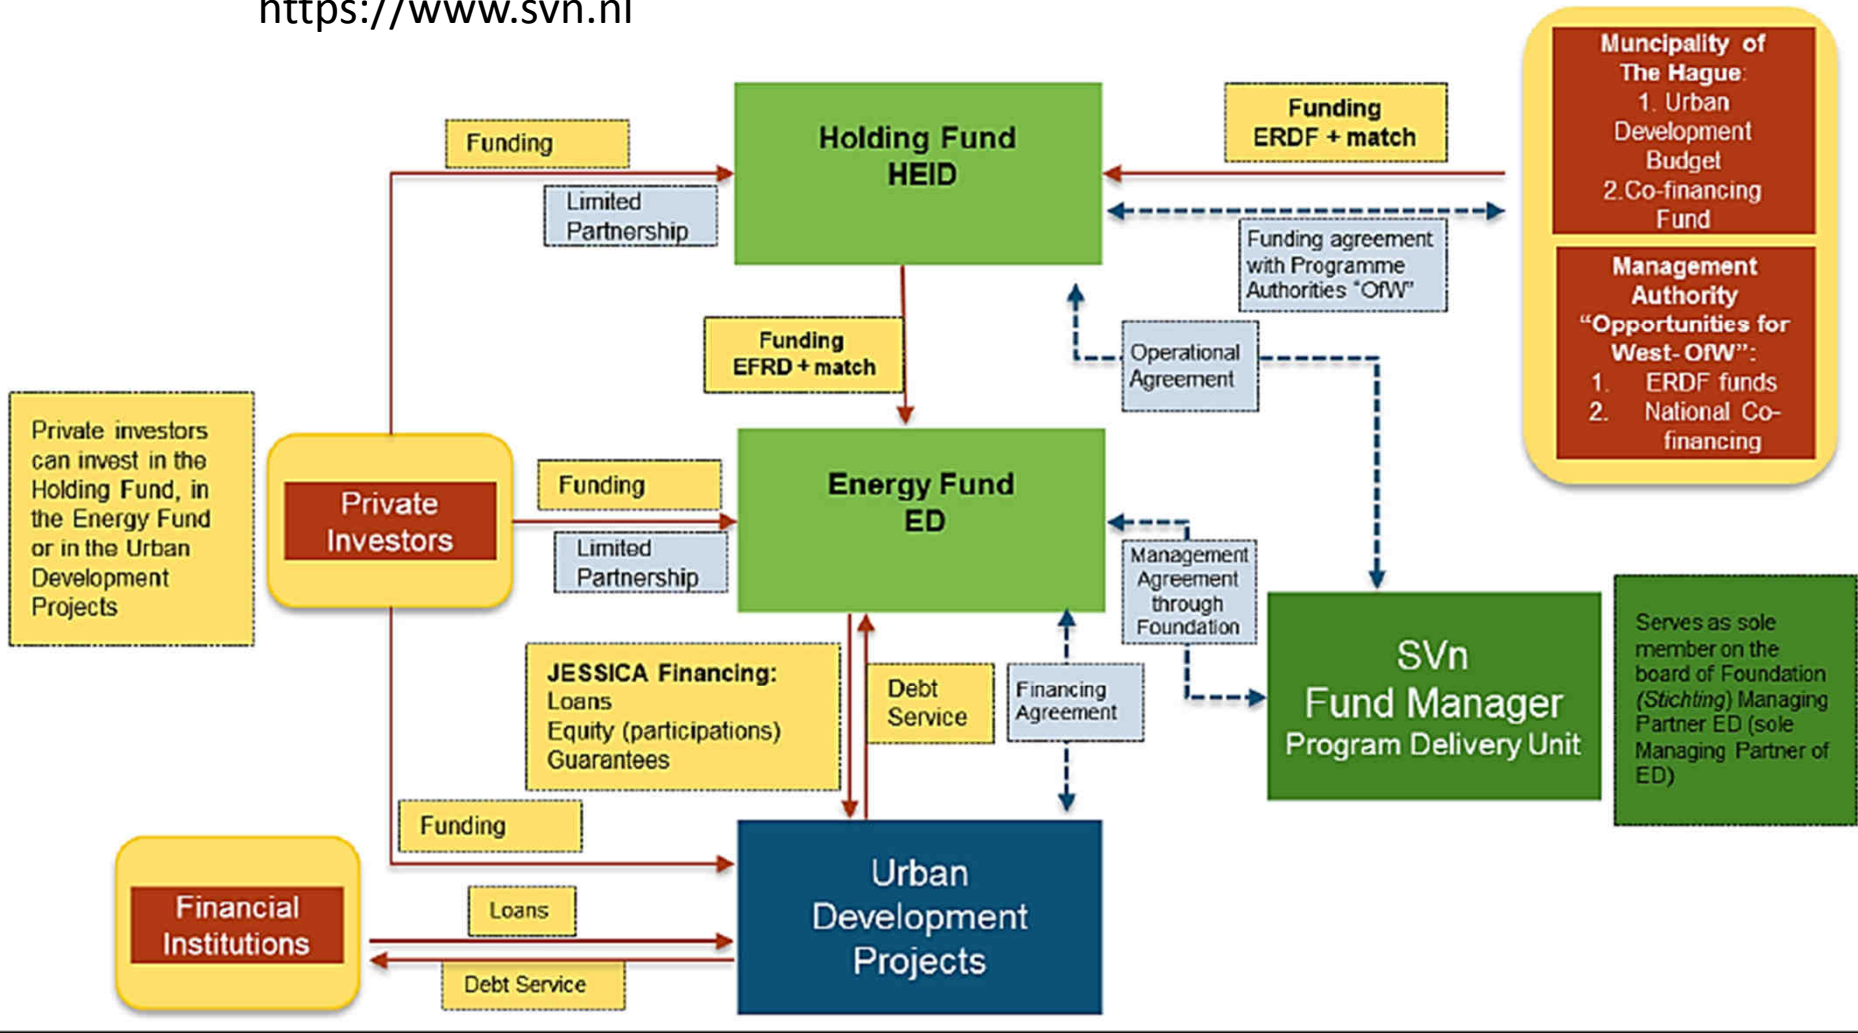 https://www.svn.nl
Muncipality of
The Hague:
1. Urban
Development
Budget
2.Co-financing
Fund
Management
Authority
“Opportunities for
West- OfW”:
1. ERDF funds
2. National Co-
financing
Funding
ERDF + match
Holding Fund
HEID
Funding
Limited
Partnership
Funding agreement
with Programme
Authorities “OfW”
Funding
EFRD + match
Operational
Agreement
Private investors
can invest in the
Holding Fund, in
the Energy Fund
or in the Urban
Development
Projects
Private
Investors
Funding
Limited
Partnership
Energy Fund
ED
Management
Agreement
through
Foundation
SVn
Fund Manager
Program Delivery Unit
Serves as sole
member on the
board of Foundation
(Stichting) Managing
Partner ED (sole
Managing Partner of
ED)
JESSICA Financing:
Loans
Equity (participations)
Guarantees
Debt
Service
Financing
Agreement
Funding
Financial
Institutions
Loans
Debt Service
Urban
Development
Projects